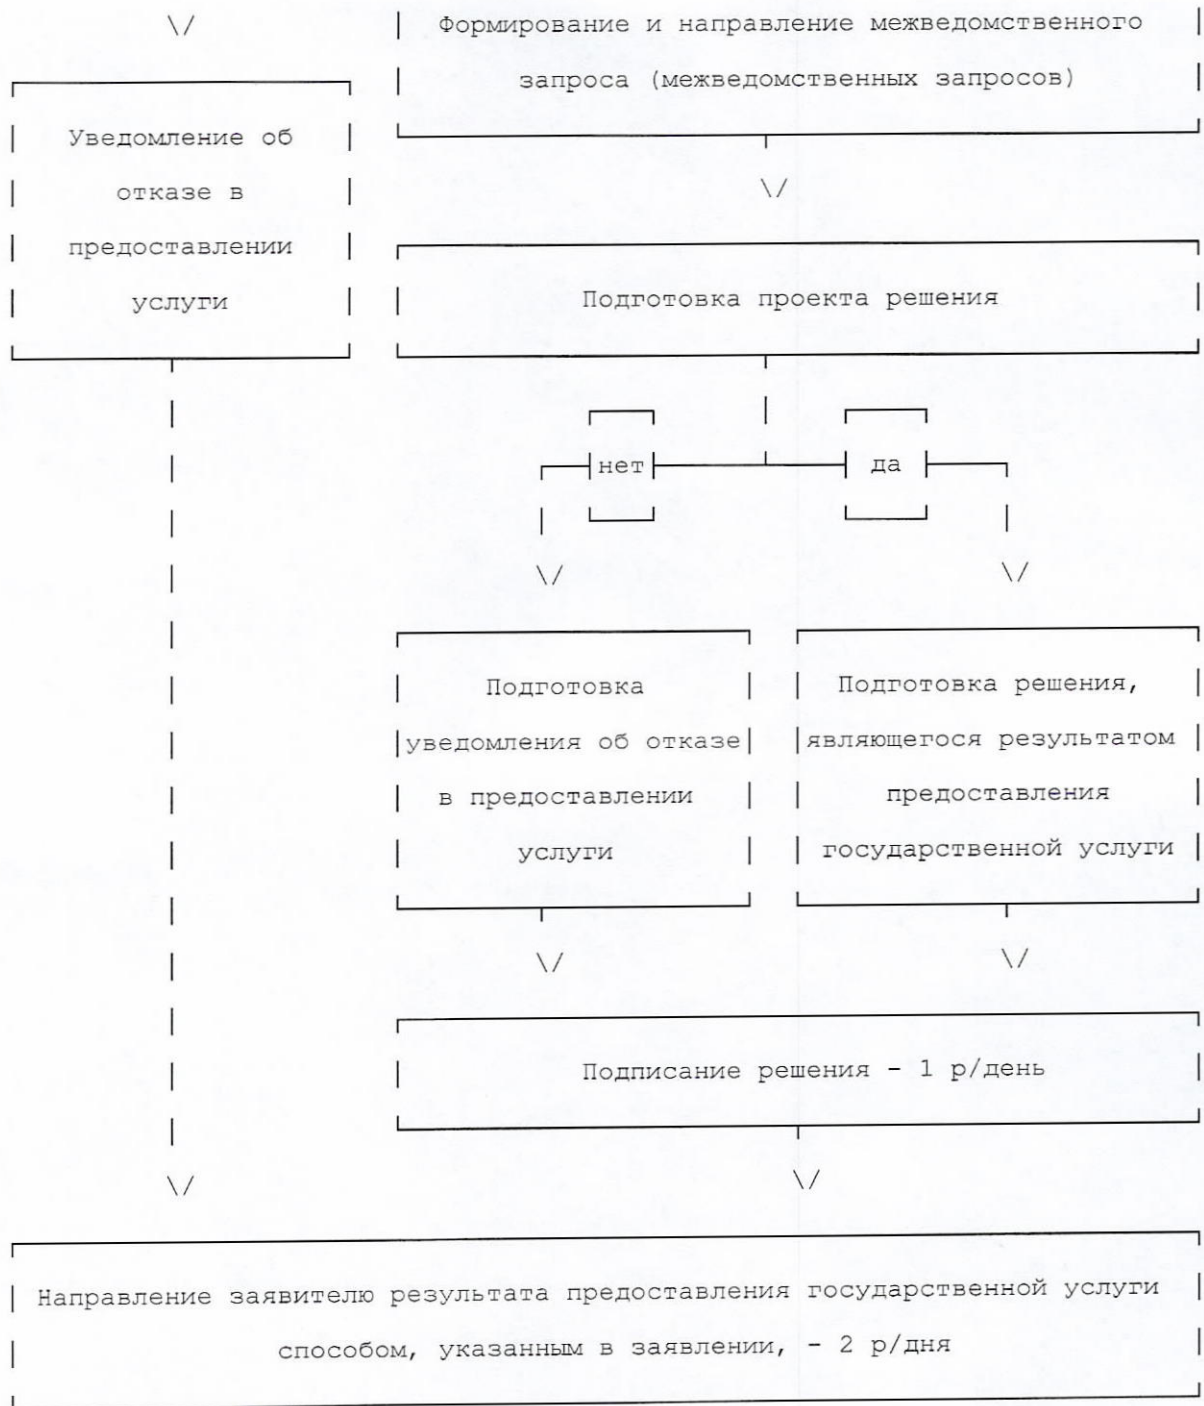 Формирование и направление межведомственного
запроса (межведомственных запросов)
Уведомление об
отказе в
предоставлении
услуги
Подготовка проекта решения
нет
да
Подготовка
уведомления об отказе
в предоставлении
услуги
Подготовка решения,
являющегося результатом
предоставления
государственной услуги
Подписание решения - 1 р/день
Направление заявителю результата предоставления государственной услуги
способом, указанным в заявлении, - 2 р/дня